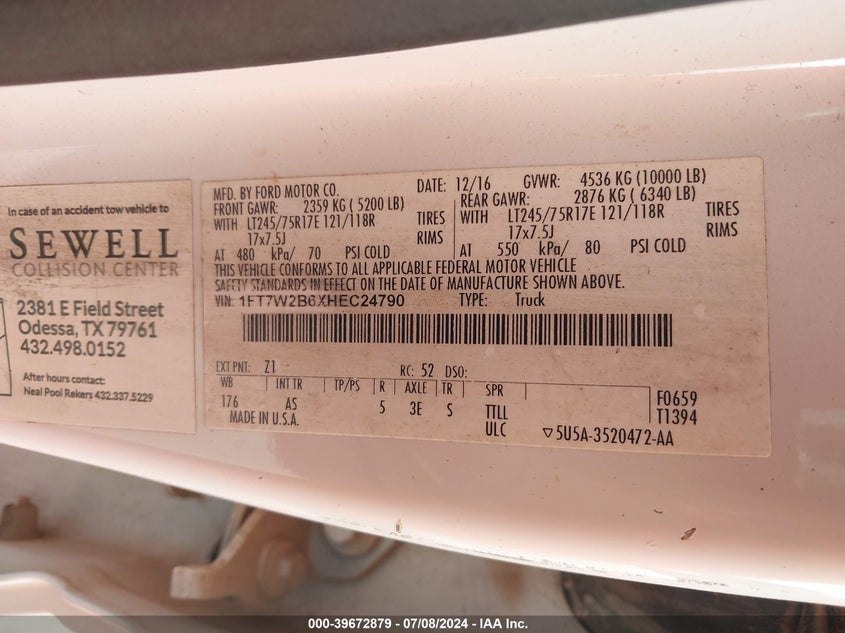 In case of an accident tow vehicle to
SEWELL
COLLISION CENTER
2381 E Field Street
Odessa, TX 79761
432.498.0152
After hours contact:
Neal Pool Rekers 432.337.5229
MFD. BY FORD MOTOR CO. DATE: 12/16 GVWR: 4536 KG (10000 LB)
FRONT GAWR: 2359 KG ( 5200 LB) REAR GAWR: 2876 KG ( 6340 LB)
WITH LT245/75R17E 121/118R TIRES WITH LT245/75R17E 121/118R TIRES
17x7.5J RIMS 17x7.5J RIMS
AT 480 kPa/ 70 PSI COLD AT 550 kPa/ 80 PSI COLD
THIS VEHICLE CONFORMS TO ALL APPLICABLE FEDERAL MOTOR VEHICLE
SAFETY STANDARDS IN EFFECT ON THE DATE OF MANUFACTURE SHOWN ABOVE.
VIN: 1FT7W2B6XHEC24790 TYPE: Truck
EXT PNT: Z1 RC: 52 DSO:
WB INT TR TP/PS R AXLE TR SPR F0659
176 AS 5 3E S TTLL T1394
MADE IN U.S.A. ULC ▽5U5A-3520472-AA
000-39672879 - 07/08/2024 - IAA Inc.